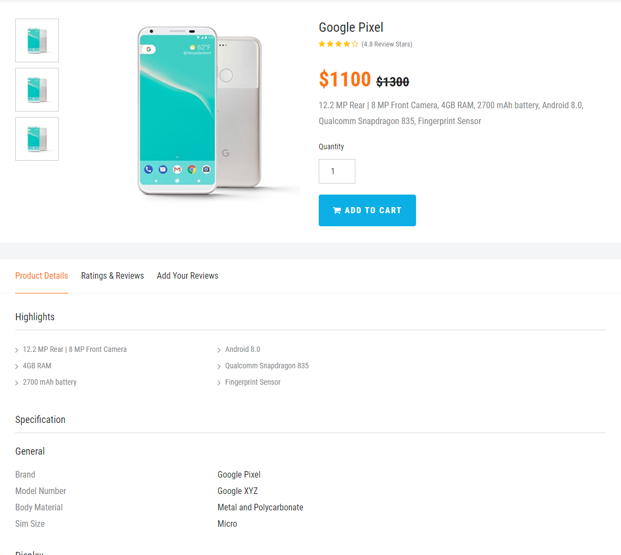 Google Pixel
(4.8 Review Stars)
$1100 $1300
12.2 MP Rear | 8 MP Front Camera, 4GB RAM, 2700 mAh battery, Android 8.0,
Qualcomm Snapdragon 835, Fingerprint Sensor
Quantity
1
ADD TO CART
Product Details Ratings & Reviews Add Your Reviews
Highlights
12.2 MP Rear | 8 MP Front Camera Android 8.0
4GB RAM Qualcomm Snapdragon 835
2700 mAh battery Fingerprint Sensor
Specification
General
Brand Google Pixel
Model Number Google XYZ
Body Material Metal and Polycarbonate
Sim Size Micro
Display